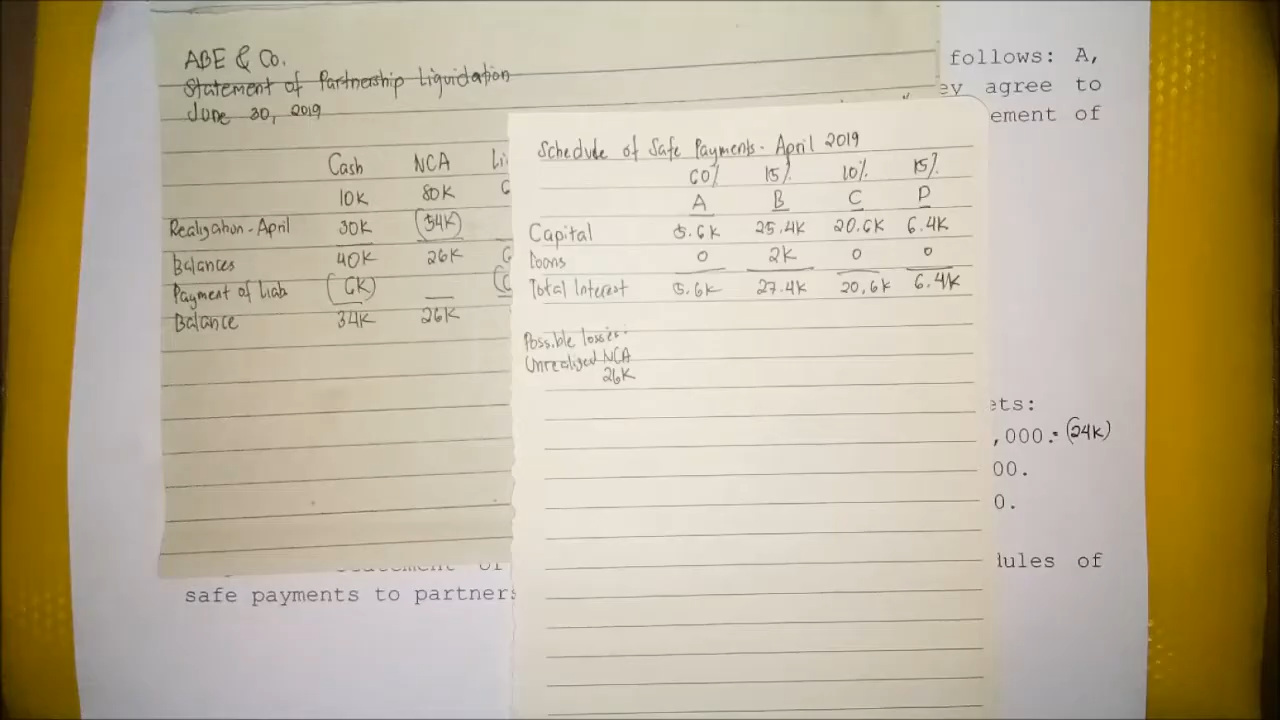 ABE & Co.
Statement of Partnership Liquidation
June 30, 2019
Cash NCA Li
10K 80K
Realization - April 30K (54K)
Balances 40K 26K
Payment of Liab (6K) —
Balance 34K 26K
Schedule of Safe Payments - April 2019
60% 15% 10% 15%
A B C D
Capital 5.6K 25.4K 20.6K 6.4K
Loans 0 2K 0 0
Total Interest 5.6K 27.4K 20.6K 6.4K
Possible losses:
Unrealized NCA
26K
follows: A,
ey agree to
ement of
ets:
,000. - (24K)
00.
0.
dules of
safe payments to partners